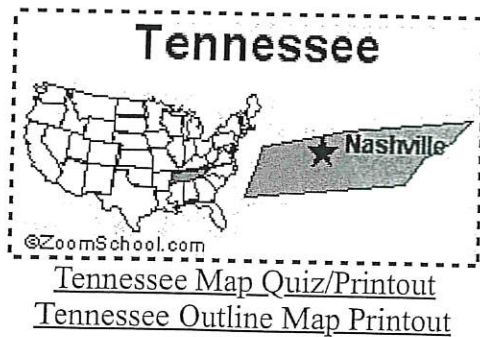 Tennessee
Nashville
©ZoomSchool.com
Tennessee Map Quiz/Printout
Tennessee Outline Map Printout